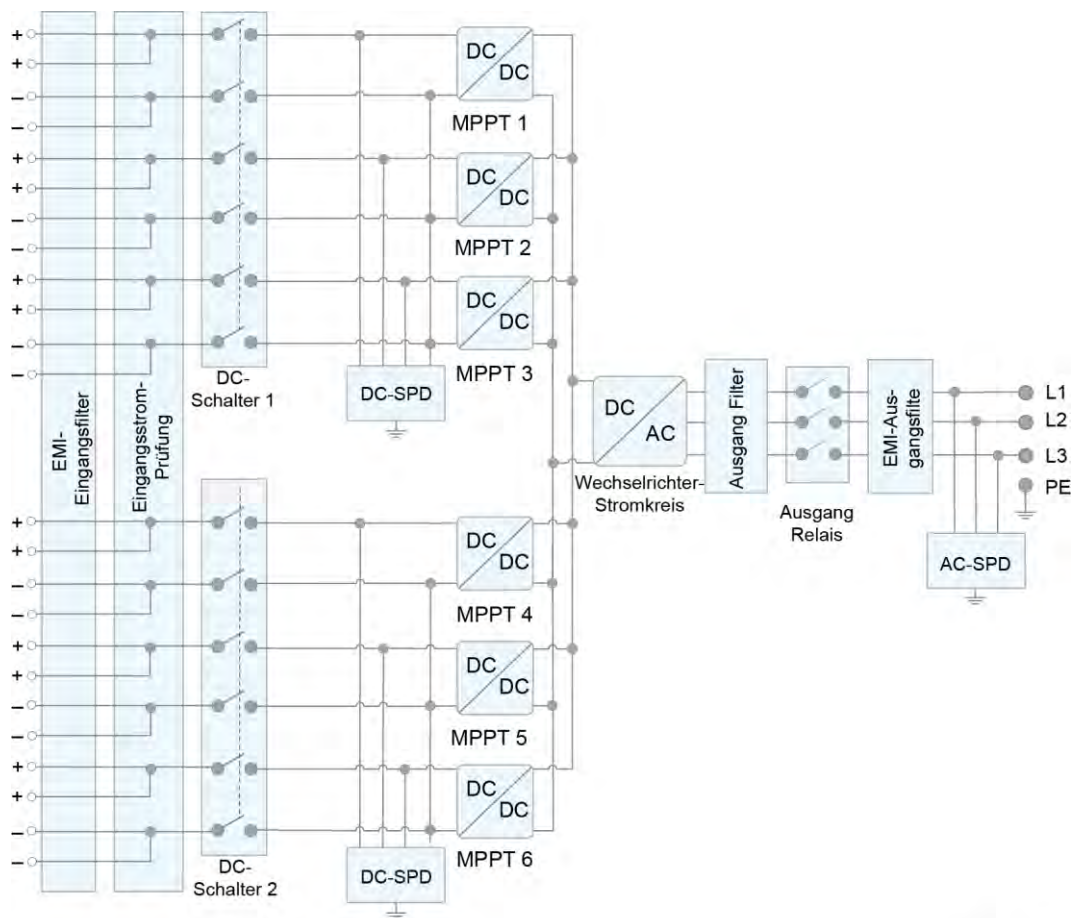 +
+
−
−
+
+
−
−
+
+
−
−
EMI-
Eingangsfilter
Eingangsstrom-
Prüfung
DC-
Schalter 1
DC
DC
MPPT 1
DC
DC
MPPT 2
DC
DC
MPPT 3
DC-SPD
DC
AC
Wechselrichter-
Stromkreis
Ausgang Filter
Ausgang
Relais
EMI-Aus-
gangsfilte
L1
L2
L3
PE
AC-SPD
+
+
−
−
+
+
−
−
+
+
−
−
DC-
Schalter 2
DC
DC
MPPT 4
DC
DC
MPPT 5
DC
DC
MPPT 6
DC-SPD